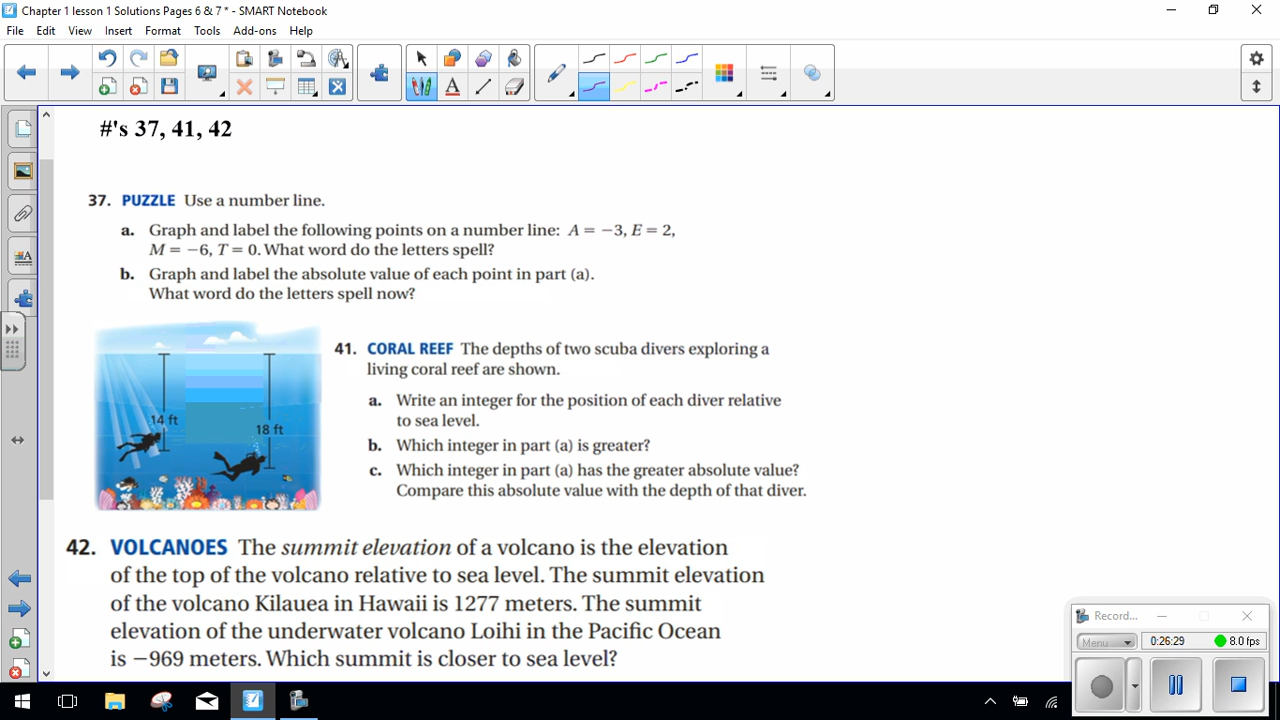 Chapter 1 lesson 1 Solutions Pages 6 & 7 * - SMART Notebook
File Edit View Insert Format Tools Add-ons Help
#'s 37, 41, 42
37. PUZZLE Use a number line.
a. Graph and label the following points on a number line: A = −3, E = 2,
M = −6, T = 0. What word do the letters spell?
b. Graph and label the absolute value of each point in part (a).
What word do the letters spell now?
14 ft
18 ft
41. CORAL REEF The depths of two scuba divers exploring a
living coral reef are shown.
a. Write an integer for the position of each diver relative
to sea level.
b. Which integer in part (a) is greater?
c. Which integer in part (a) has the greater absolute value?
Compare this absolute value with the depth of that diver.
42. VOLCANOES The summit elevation of a volcano is the elevation
of the top of the volcano relative to sea level. The summit elevation
of the volcano Kilauea in Hawaii is 1277 meters. The summit
elevation of the underwater volcano Loihi in the Pacific Ocean
is −969 meters. Which summit is closer to sea level?
Record...
Menu 0:26:29 8.0 fps